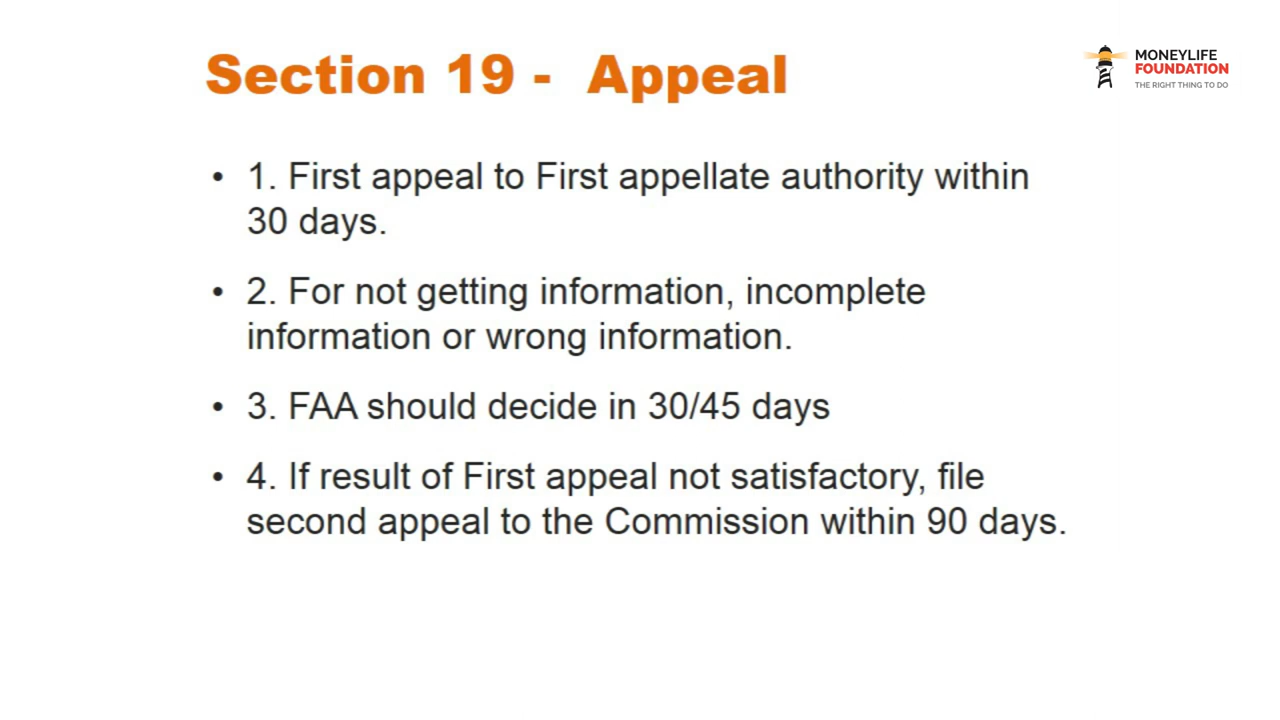 Section 19 - Appeal
MONEYLIFE
FOUNDATION
THE RIGHT THING TO DO
• 1. First appeal to First appellate authority within
30 days.
• 2. For not getting information, incomplete
information or wrong information.
• 3. FAA should decide in 30/45 days
• 4. If result of First appeal not satisfactory, file
second appeal to the Commission within 90 days.